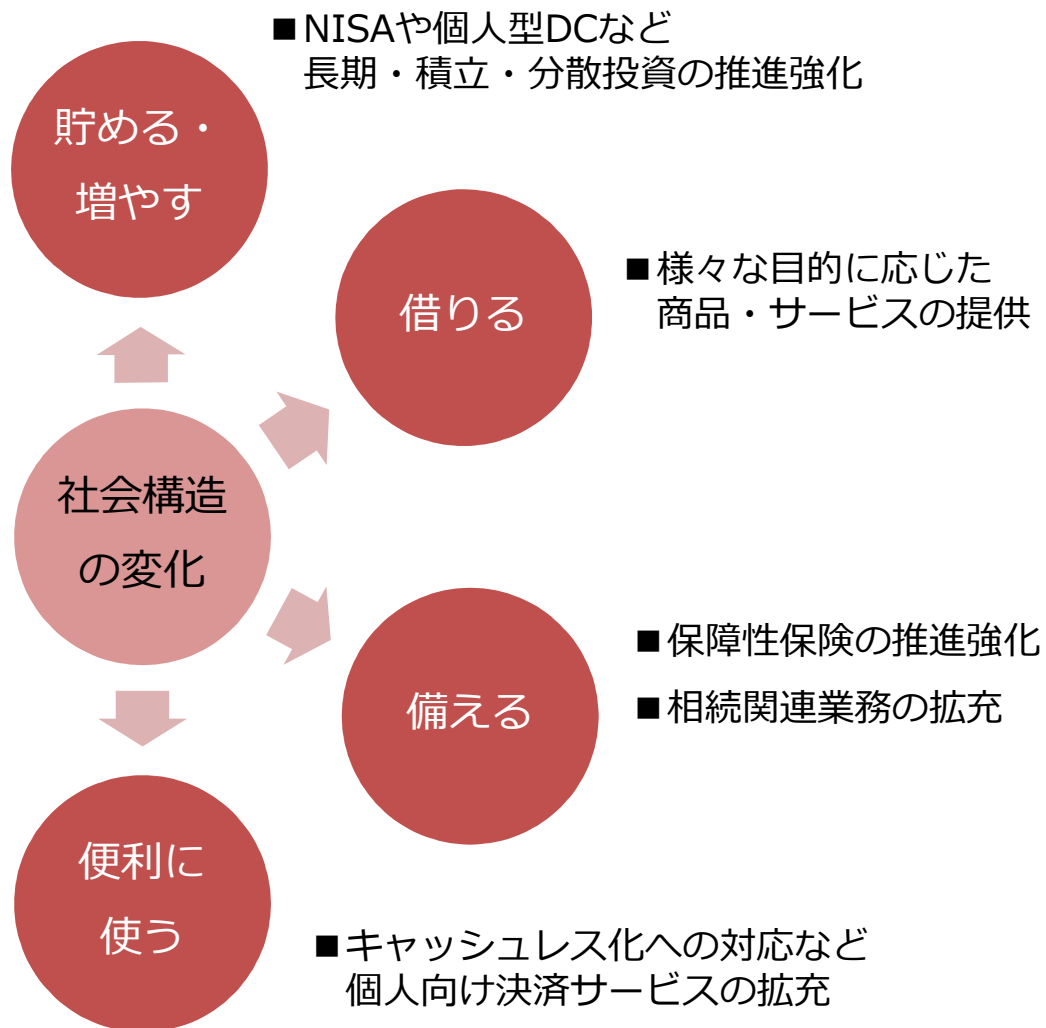 ■NISAや個人型DCなど
長期・積立・分散投資の推進強化
貯める・
増やす
借りる
■様々な目的に応じた
商品・サービスの提供
社会構造
の変化
備える
■保障性保険の推進強化
■相続関連業務の拡充
便利に
使う
■キャッシュレス化への対応など
個人向け決済サービスの拡充